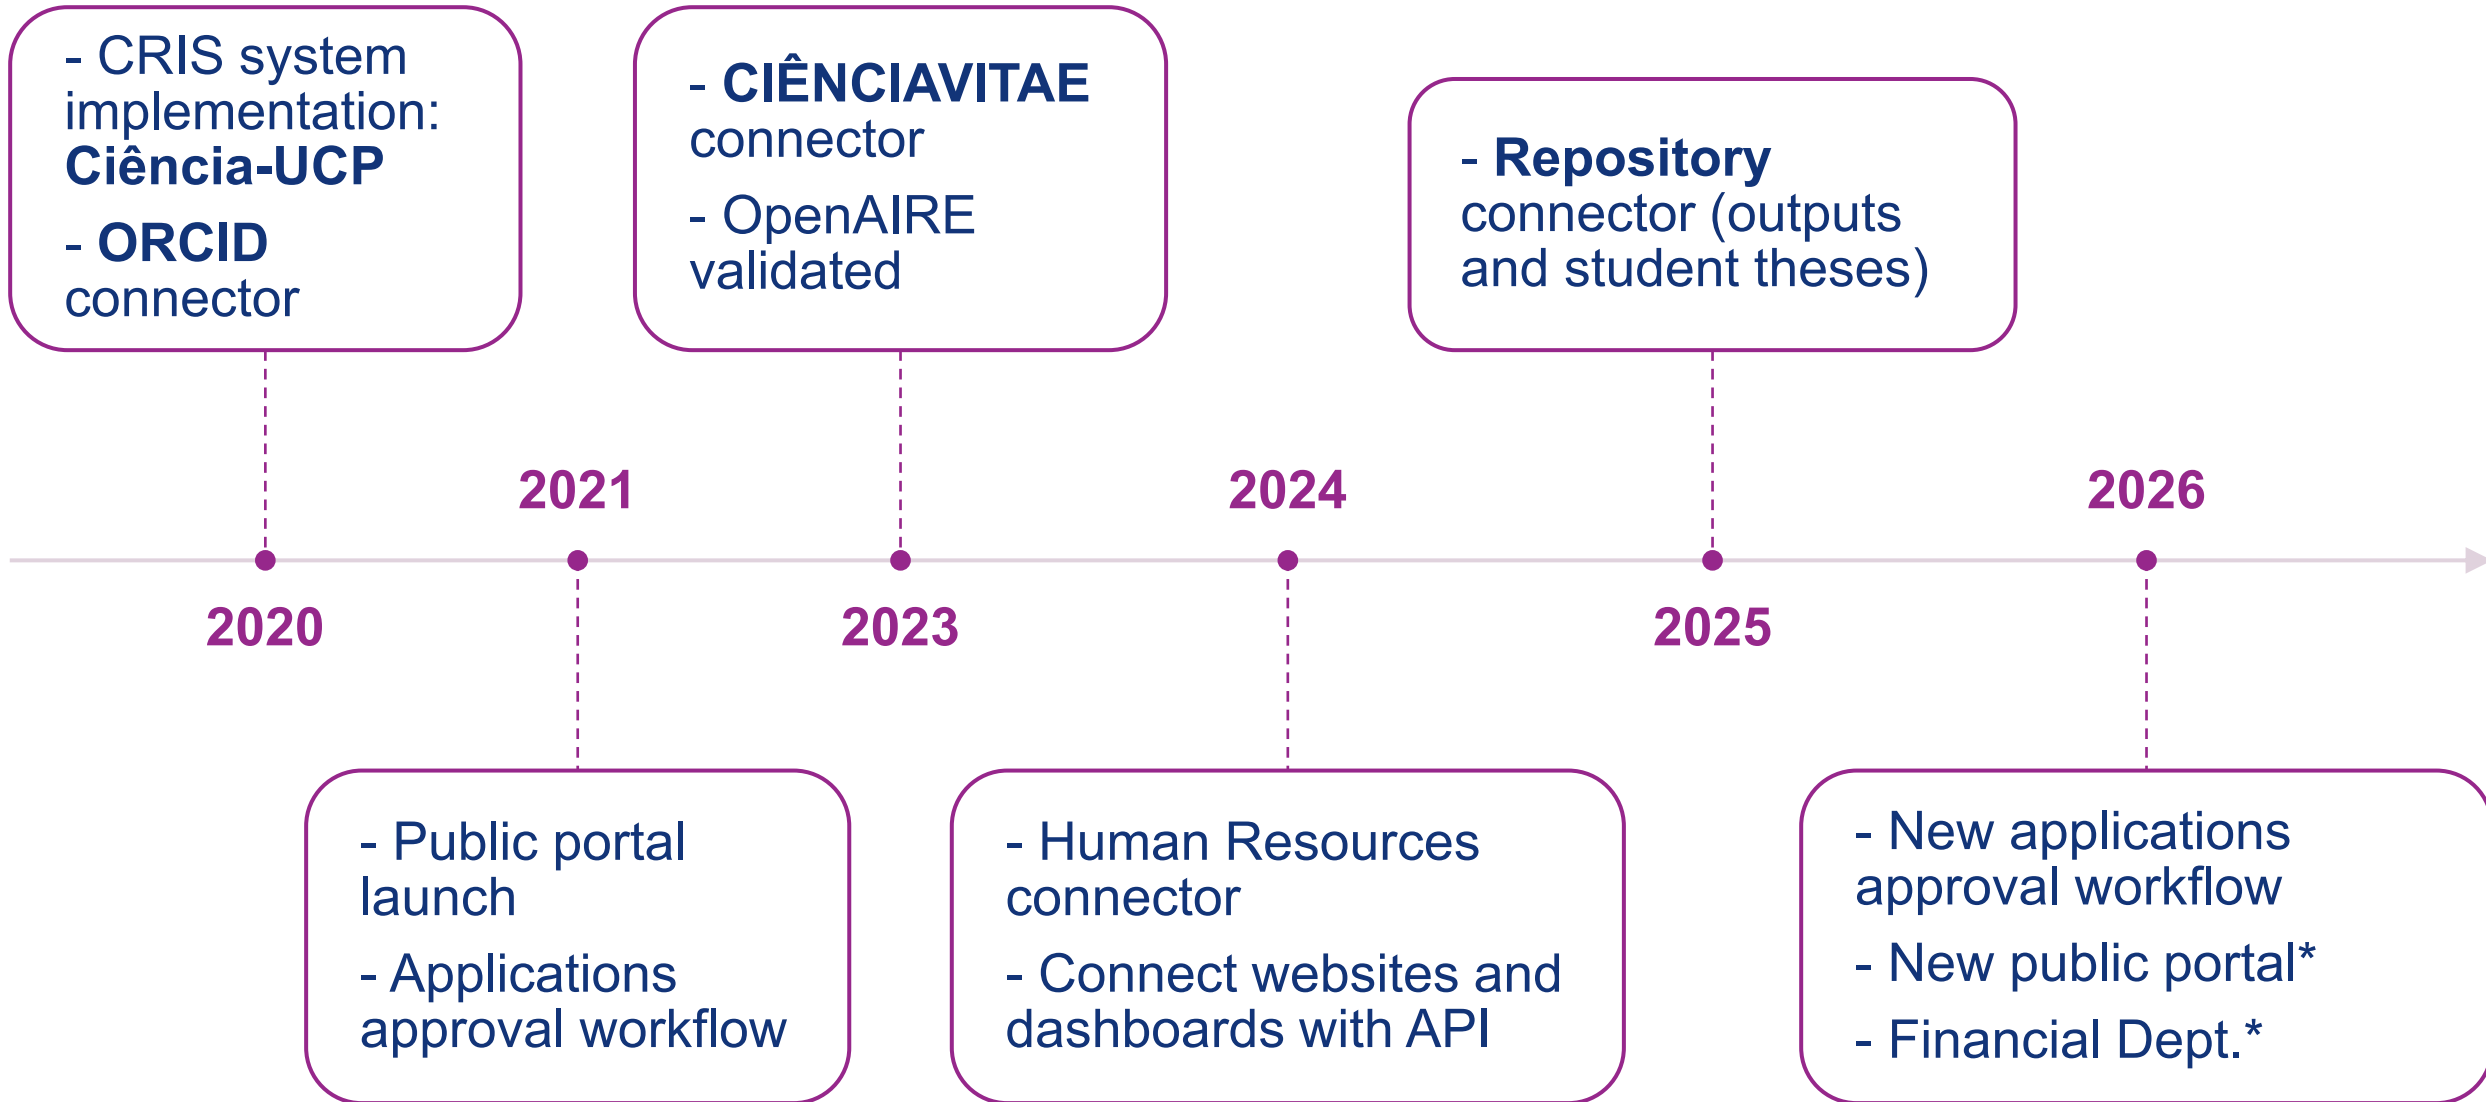 - CRIS system
implementation:
Ciência-UCP
- ORCID
connector
- CIÊNCIAVITAE
connector
- OpenAIRE
validated
- Repository
connector (outputs
and student theses)
2021
2024
2026
2020
2023
2025
- Public portal
launch
- Applications
approval workflow
- Human Resources
connector
- Connect websites and
dashboards with API
- New applications
approval workflow
- New public portal*
- Financial Dept.*